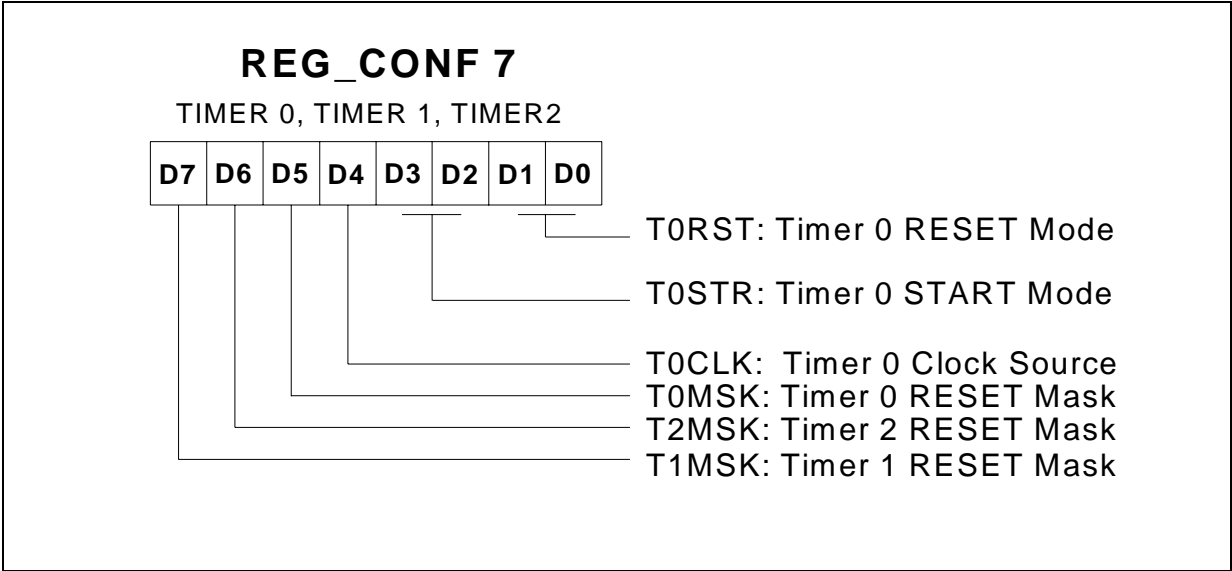 REG_CONF 7
TIMER 0, TIMER 1, TIMER2
D7 D6 D5 D4 D3 D2 D1 D0
T0RST: Timer 0 RESET Mode
T0STR: Timer 0 START Mode
T0CLK: Timer 0 Clock Source
T0MSK: Timer 0 RESET Mask
T2MSK: Timer 2 RESET Mask
T1MSK: Timer 1 RESET Mask